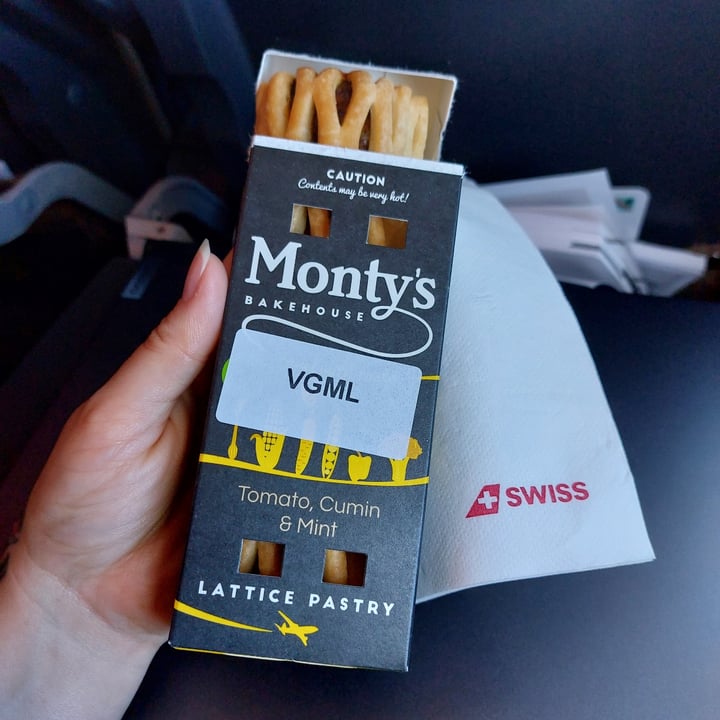 CAUTION
Contents may be very hot!
Monty's
BAKEHOUSE
VGML
Tomato, Cumin
& Mint
LATTICE PASTRY
SWISS